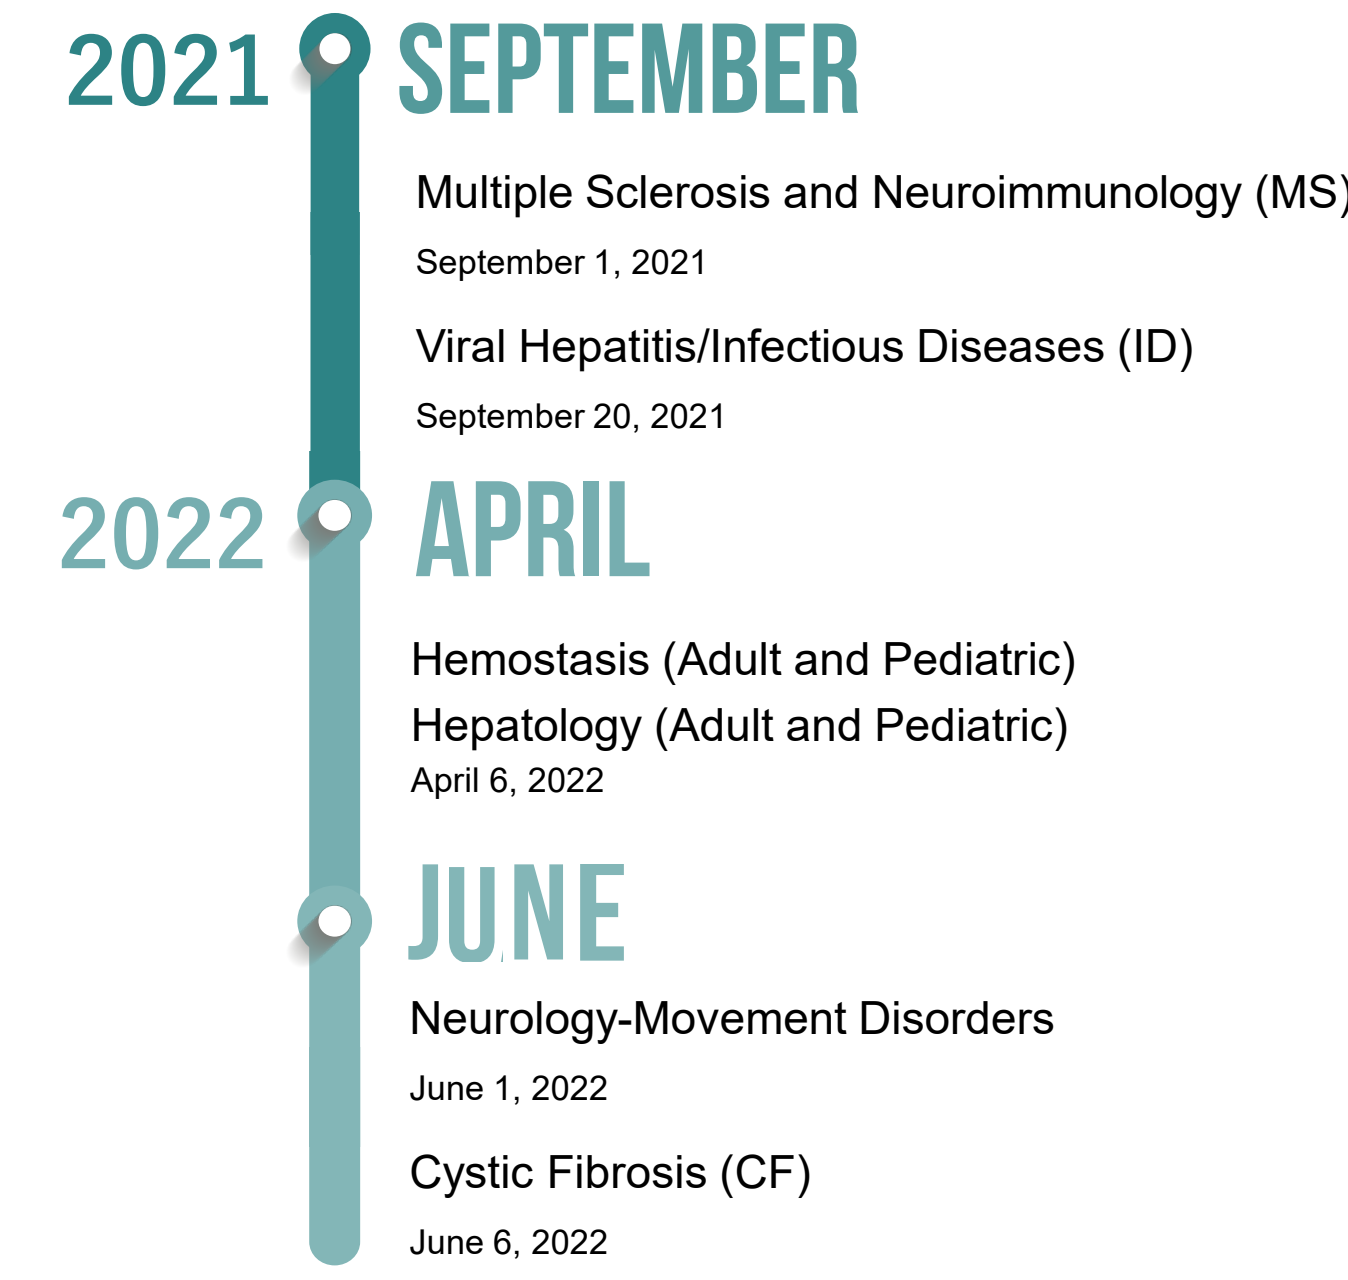 2021
SEPTEMBER
Multiple Sclerosis and Neuroimmunology (MS)
September 1, 2021
Viral Hepatitis/Infectious Diseases (ID)
September 20, 2021
2022
APRIL
Hemostasis (Adult and Pediatric)
Hepatology (Adult and Pediatric)
April 6, 2022
JUNE
Neurology-Movement Disorders
June 1, 2022
Cystic Fibrosis (CF)
June 6, 2022